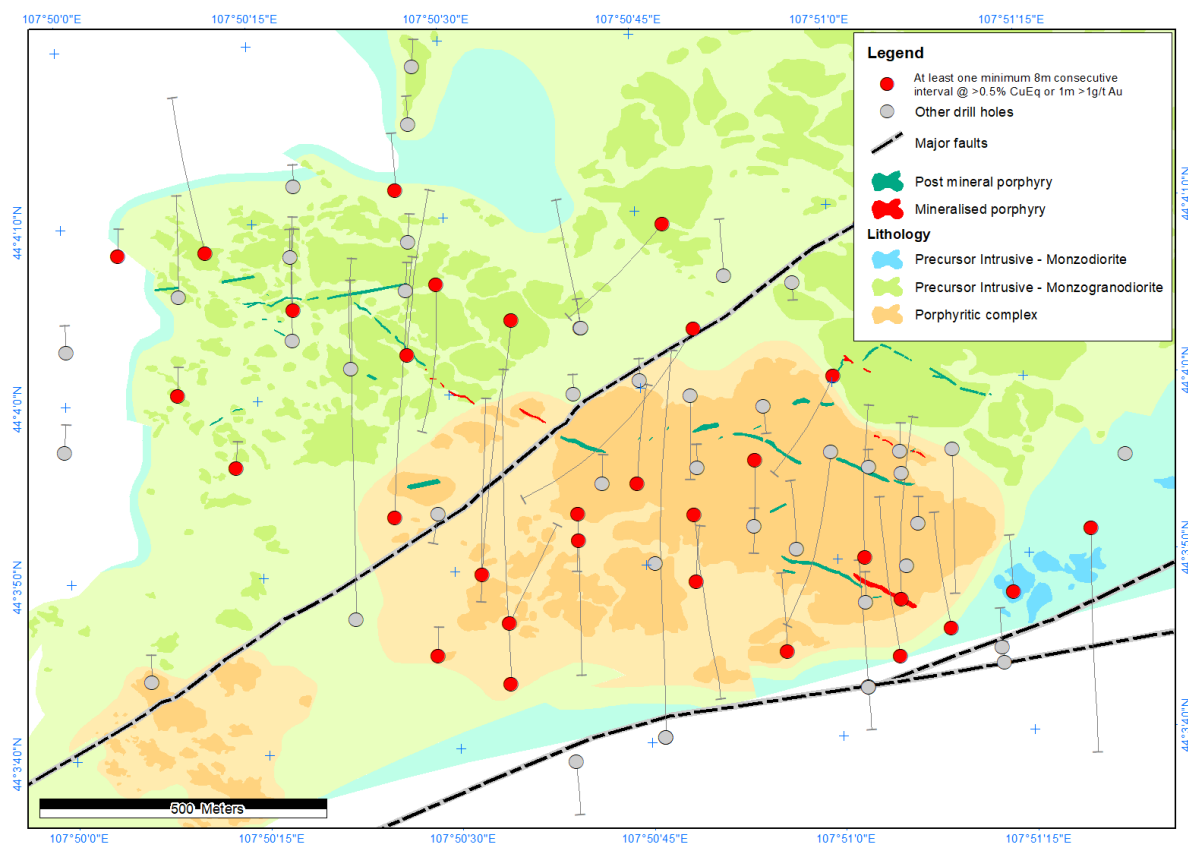 107°50'0"E 107°50'15"E 107°50'30"E 107°50'45"E 107°51'0"E 107°51'15"E
Legend
At least one minimum 8m consecutive
interval @ >0.5% CuEq or 1m >1g/t Au
Other drill holes
Major faults
Post mineral porphyry
Mineralised porphyry
Lithology
Precursor Intrusive - Monzodiorite
Precursor Intrusive - Monzogranodiorite
Porphyritic complex
44°4'10"N
44°4'0"N
44°3'50"N
44°3'40"N
44°4'10"N
44°4'0"N
44°3'50"N
44°3'40"N
500 Meters
107°50'0"E 107°50'15"E 107°50'30"E 107°50'45"E 107°51'0"E 107°51'15"E